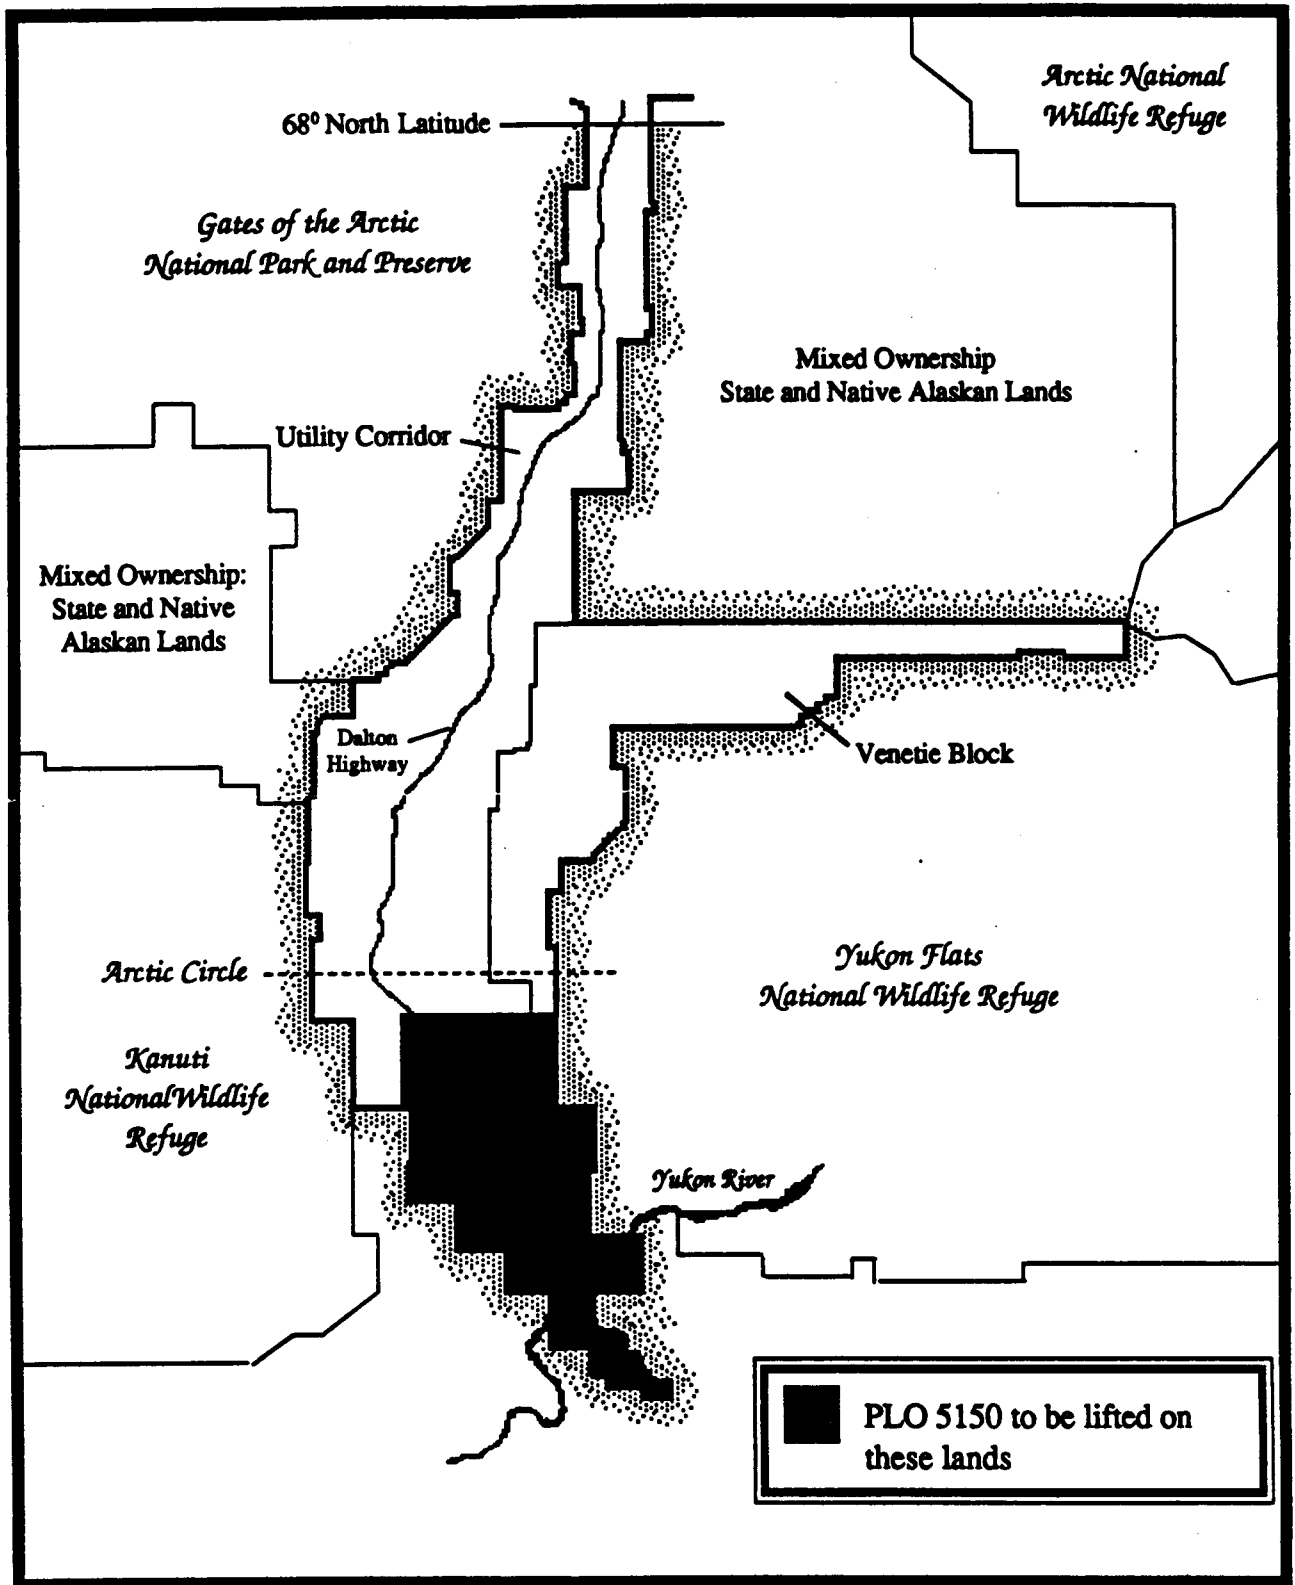 Arctic National
Wildlife Refuge
68⁰ North Latitude
Gates of the Arctic
National Park and Preserve
Mixed Ownership
State and Native Alaskan Lands
Utility Corridor
Mixed Ownership:
State and Native
Alaskan Lands
Dalton
Highway
Venetie Block
Arctic Circle
Yukon Flats
National Wildlife Refuge
Kanuti
National Wildlife
Refuge
Yukon River
PLO 5150 to be lifted on
these lands